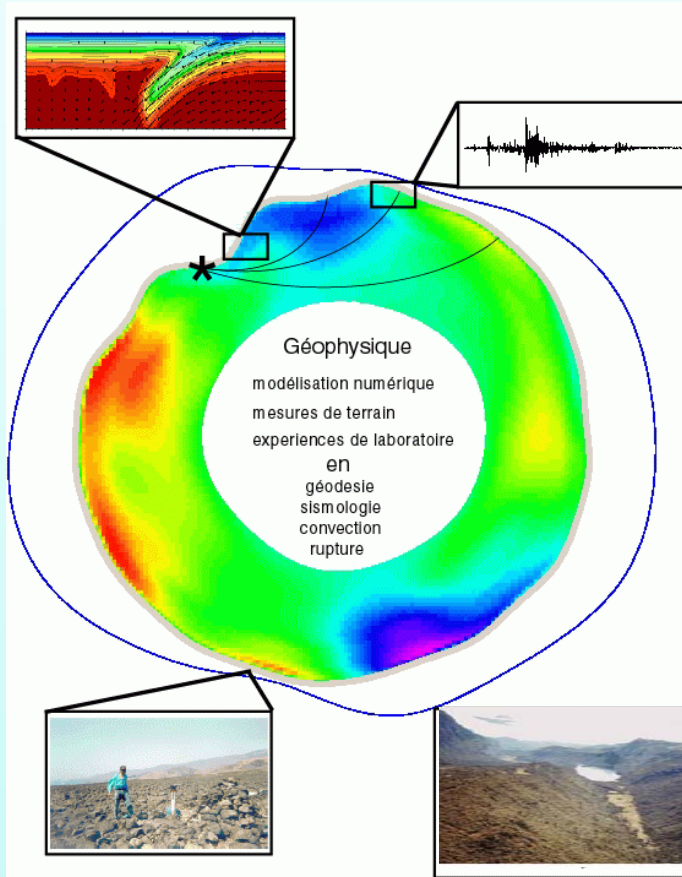 Géophysique
modélisation numérique
mesures de terrain
experiences de laboratoire
en
géodesie
sismologie
convection
rupture